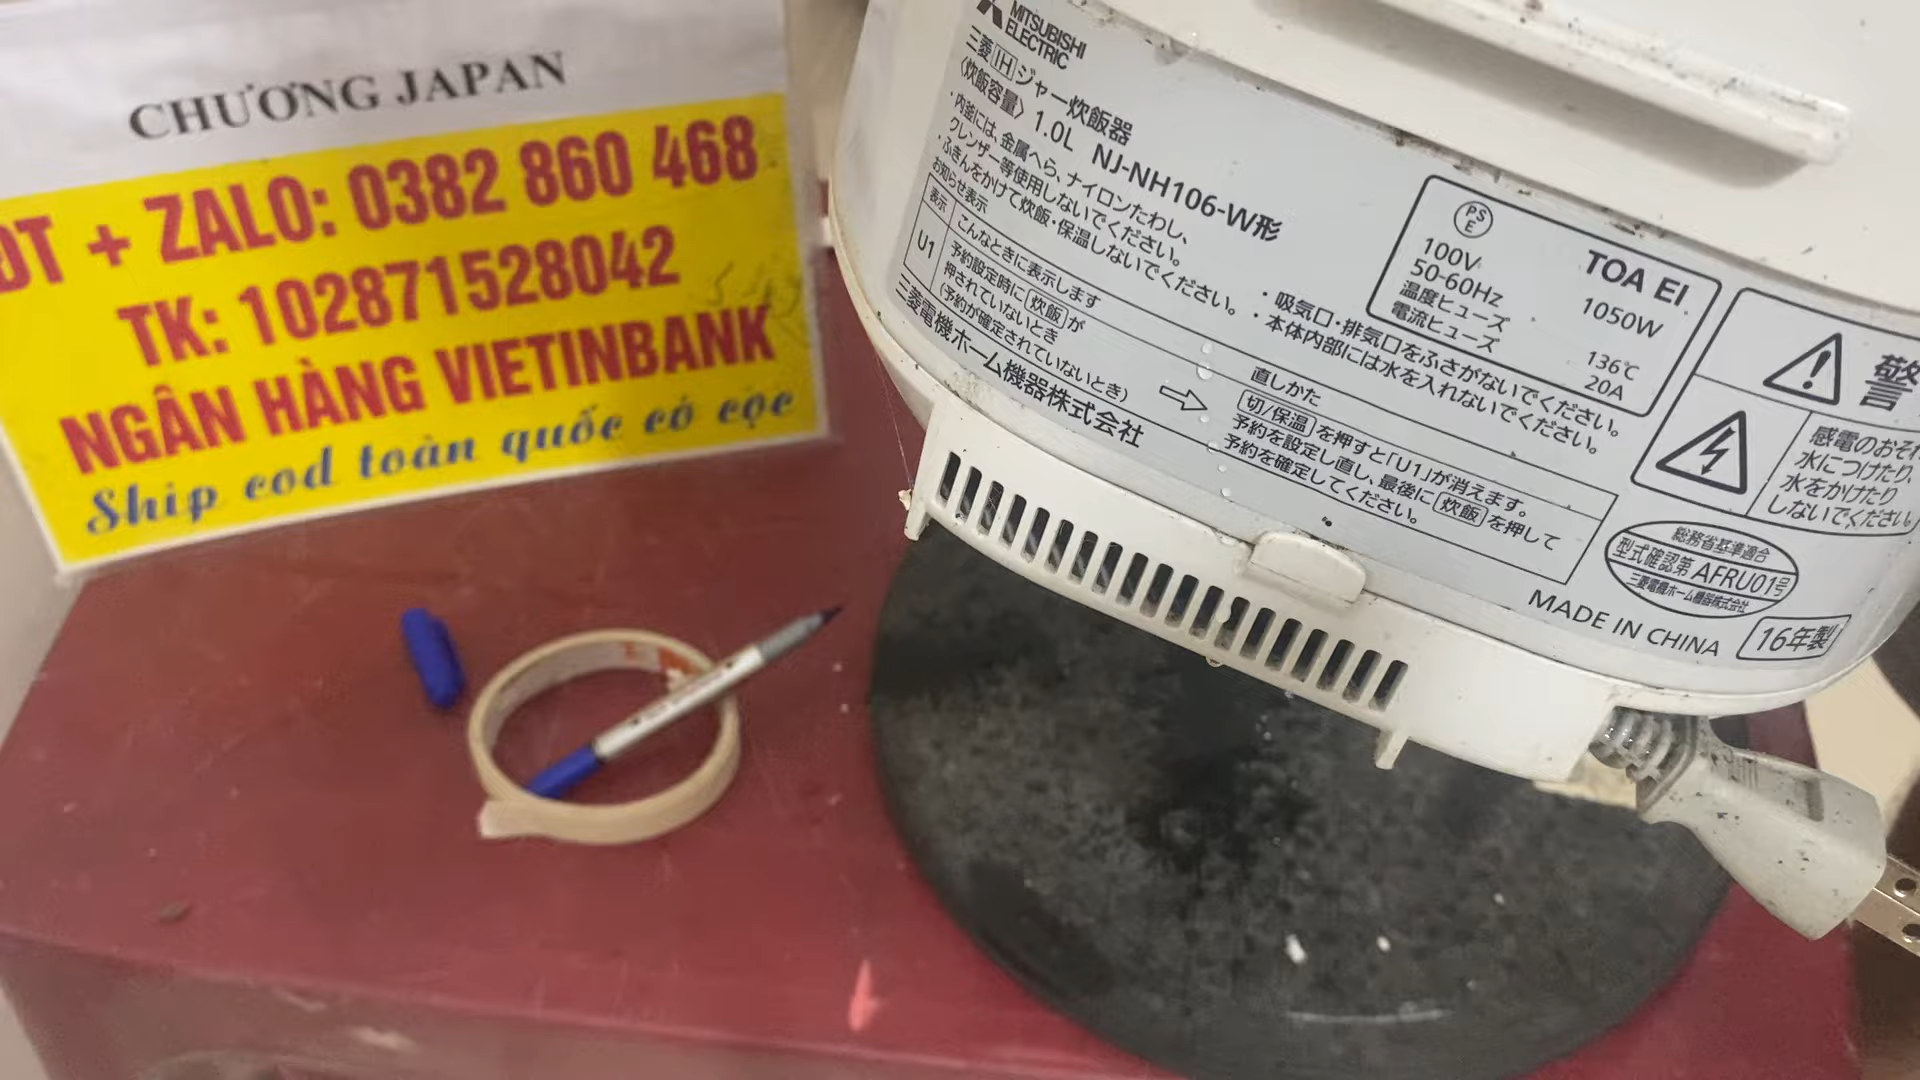 CHƯƠNG JAPAN
ĐT + ZALO: 0382 860 468
TK: 102871528042
NGÂN HÀNG VIETINBANK
Ship cod toàn quốc có cọc
MITSUBISHI
ELECTRIC
三菱IHジャー炊飯器
〈炊飯容量〉 1.0L NJ-NH106-W形
・内釜には、金属へら、ナイロンたわし、
クレンザー等使用しないでください。
・ふきんをかけて炊飯・保温しないでください。
・吸気口・排気口をふさがないでください。
・本体内部には水を入れないでください。
お知らせ表示
表示 こんなときに表示します
直しかた
U1
予約設定時に 炊飯 が
押されていないとき
(予約が確定されていないとき)
切/保温 を押すと「U1」が消えます。
予約を設定し直し、最後に 炊飯 を押して
予約を確定してください。
三菱電機ホーム機器株式会社
PS
E
TOA EI
100V 1050W
50-60Hz
温度ヒューズ 136℃
電流ヒューズ 20A
警
感電のおそれ
水につけたり、
水をかけたり
しないでください。
総務省基準適合
型式確認第 AFRU01号
三菱電機ホーム機器株式会社
MADE IN CHINA
16年製